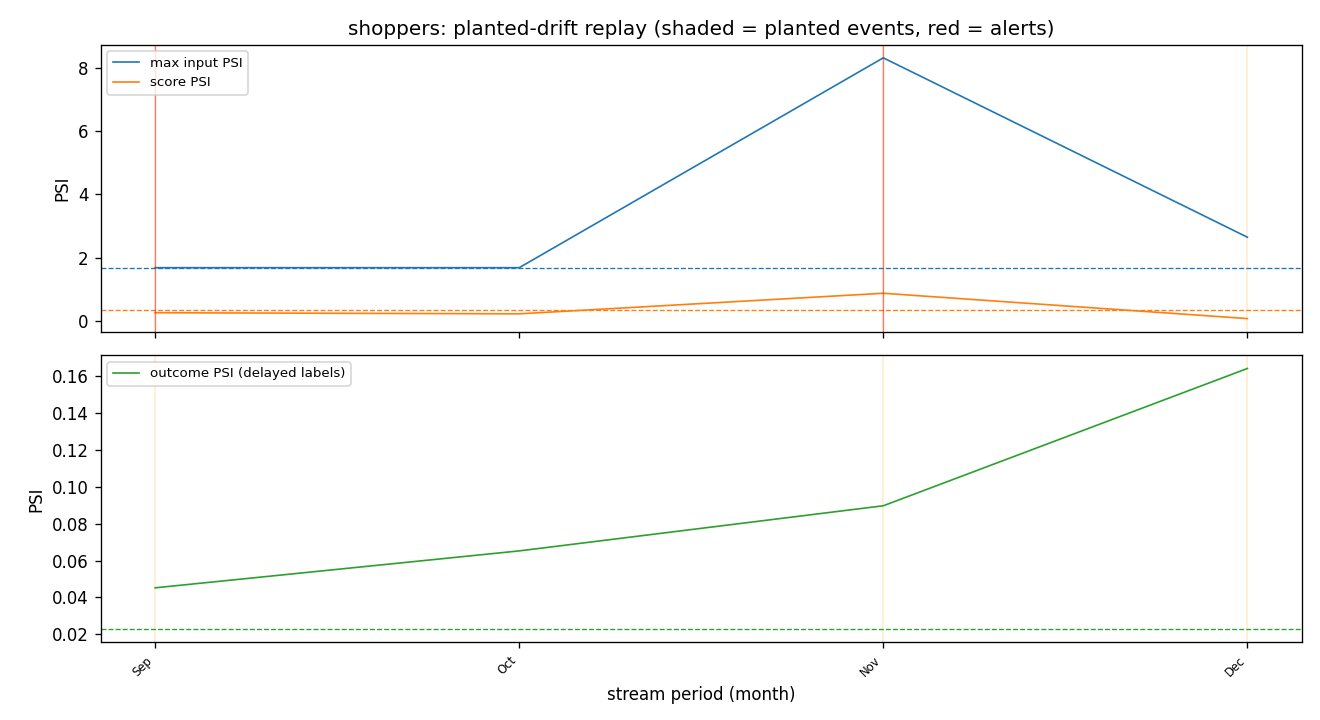 shoppers: planted-drift replay (shaded = planted events, red = alerts)
max input PSI
score PSI
8
6
4
2
0
PSI
outcome PSI (delayed labels)
0.16
0.14
0.12
0.10
0.08
0.06
0.04
0.02
PSI
Sep
Oct
Nov
Dec
stream period (month)